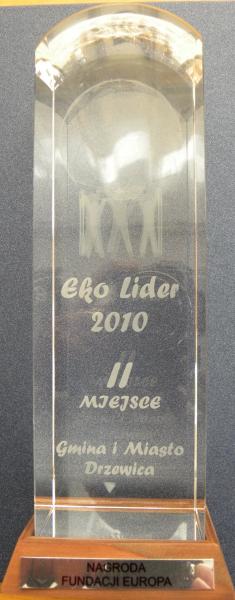 Eko Lider
2010
II
MIEJSCE
Gmina i Miasto
Drzewica
NAGRODA
FUNDACJI EUROPA